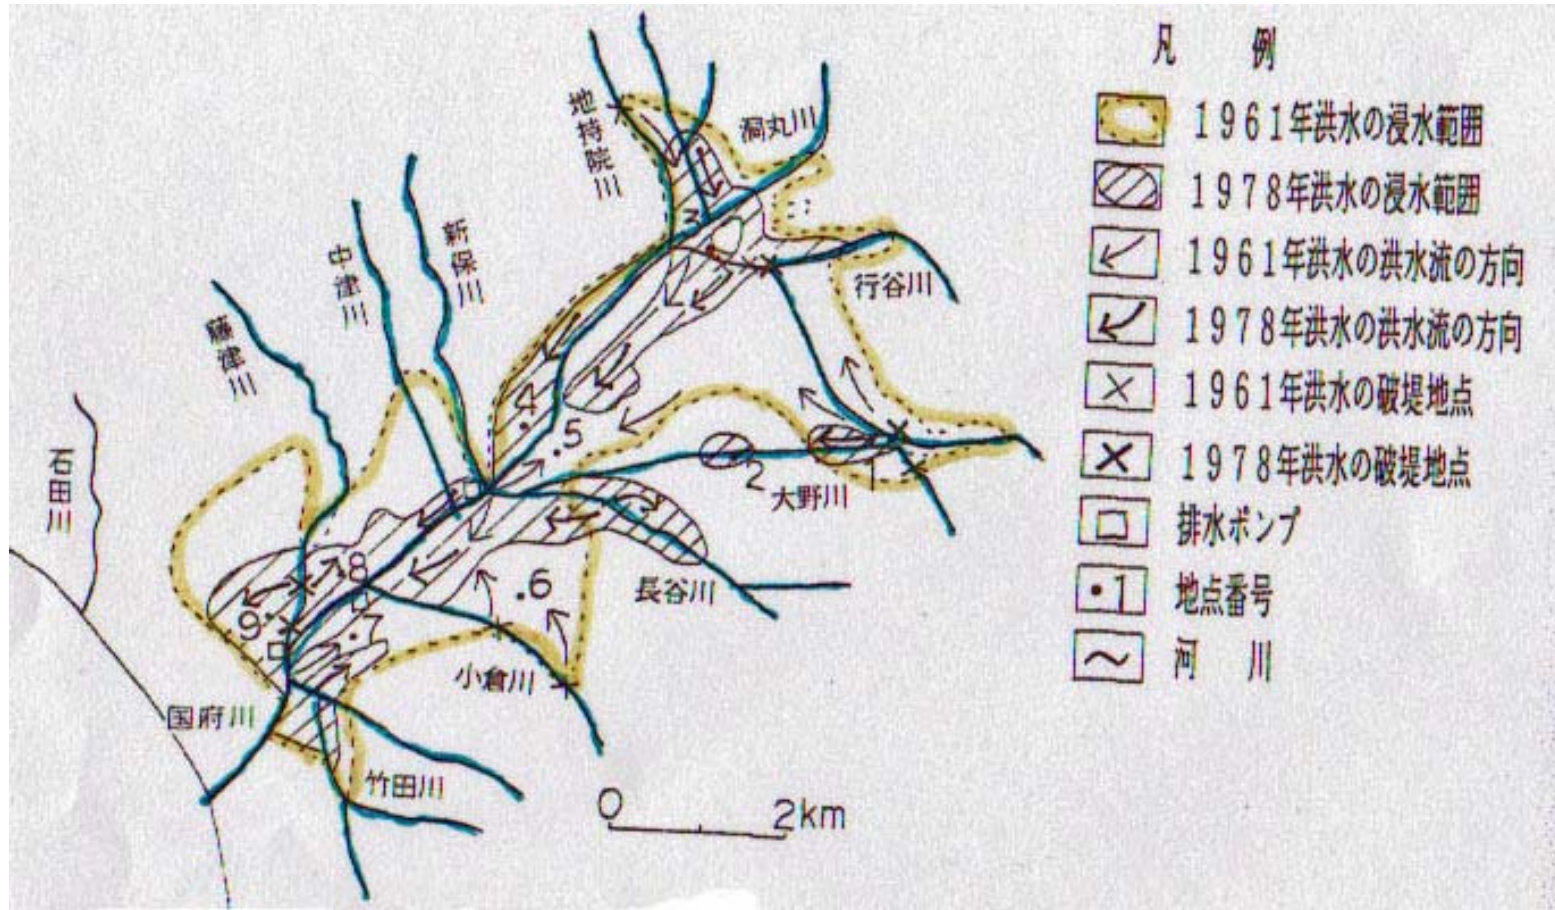 凡 例
1961年洪水の浸水範囲
1978年洪水の浸水範囲
1961年洪水の洪水流の方向
1978年洪水の洪水流の方向
1961年洪水の破堤地点
1978年洪水の破堤地点
排水ポンプ
1 地点番号
河 川
地持院川
洞丸川
新保川
中津川
行谷川
藤津川
石田川
4
5
2
1
大野川
8
6
長谷川
9
小倉川
国府川
竹田川
0 2km